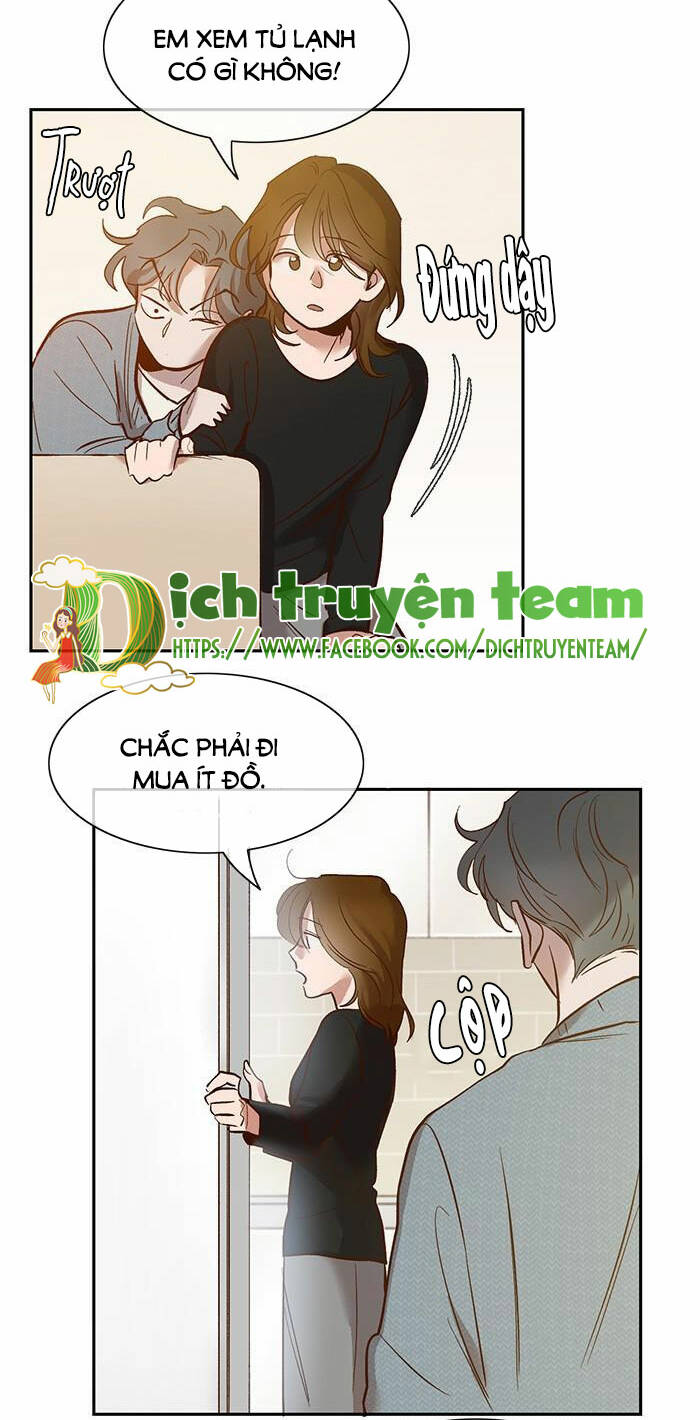 EM XEM TỦ LẠNH
CÓ GÌ KHÔNG!
TRƯỢT
Đứng dậy
Dịch truyện team
HTTPS://WWW.FACEBOOK.COM/DICHTRUYENTEAM/
CHẮC PHẢI ĐI
MUA ÍT ĐỒ.
CỘP